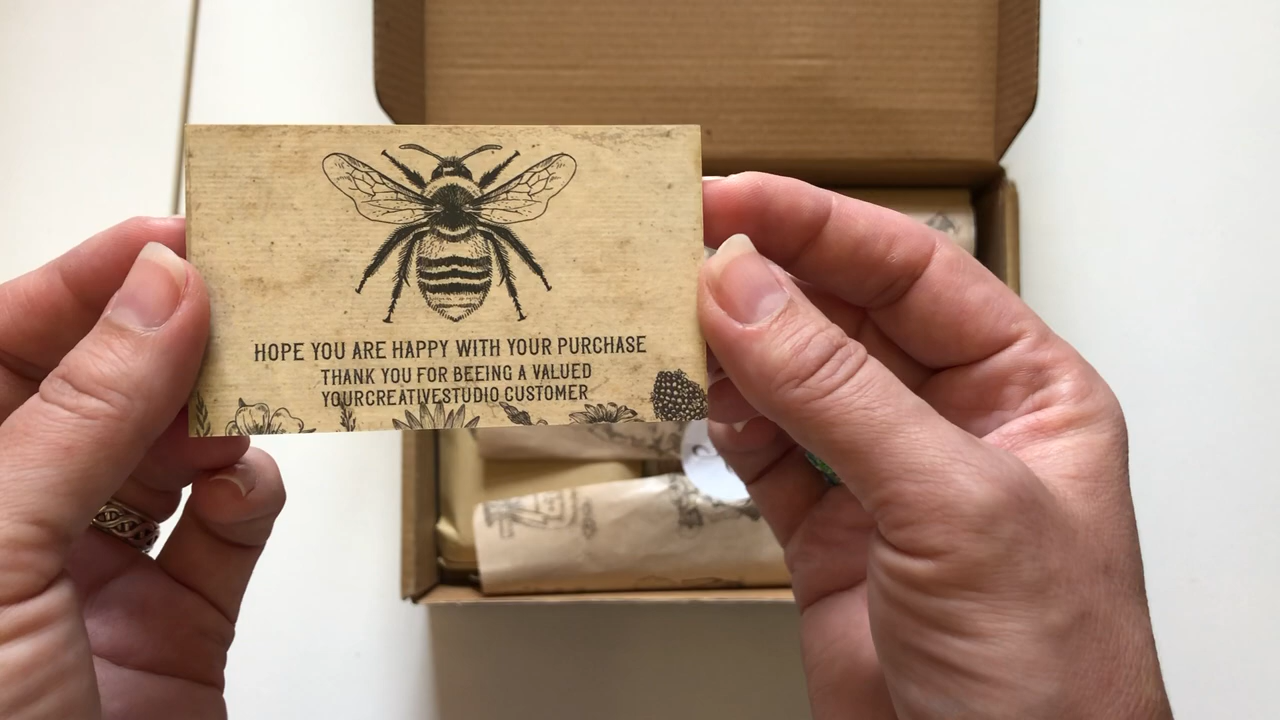 HOPE YOU ARE HAPPY WITH YOUR PURCHASE
THANK YOU FOR BEEING A VALUED
YOURCREATIVESTUDIO CUSTOMER